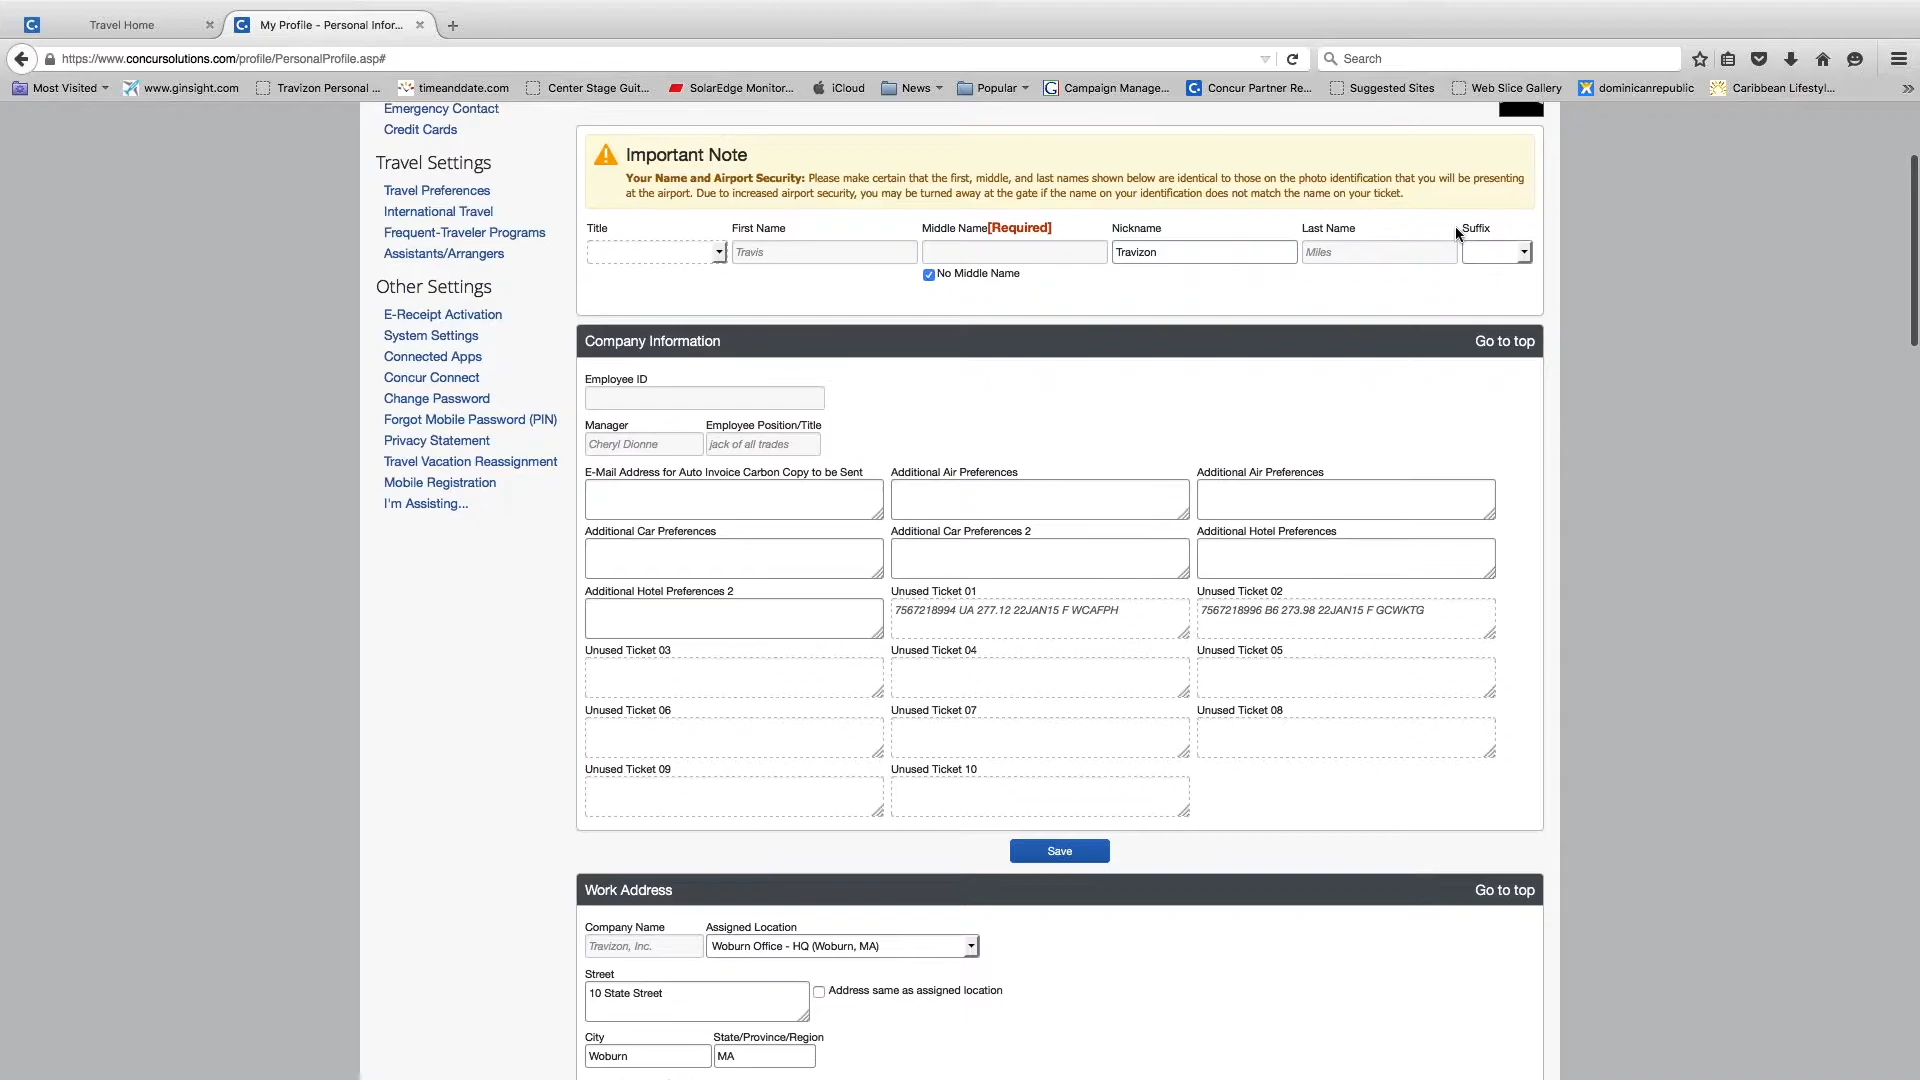 Travel Home
My Profile - Personal Infor...
https://www.concursolutions.com/profile/PersonalProfile.asp#
Search
Most Visited
www.ginsight.com
Travizon Personal ...
timeanddate.com
Center Stage Guit...
SolarEdge Monitor...
iCloud
News
Popular
Campaign Manage...
Concur Partner Re...
Suggested Sites
Web Slice Gallery
dominicanrepublic
Caribbean Lifestyl...
Emergency Contact
Credit Cards
Travel Settings
Travel Preferences
International Travel
Frequent-Traveler Programs
Assistants/Arrangers
Other Settings
E-Receipt Activation
System Settings
Connected Apps
Concur Connect
Change Password
Forgot Mobile Password (PIN)
Privacy Statement
Travel Vacation Reassignment
Mobile Registration
I'm Assisting...
Important Note
Your Name and Airport Security: Please make certain that the first, middle, and last names shown below are identical to those on the photo identification that you will be presenting
at the airport. Due to increased airport security, you may be turned away at the gate if the name on your identification does not match the name on your ticket.
Title First Name Middle Name[Required] Nickname Last Name Suffix
Travis Travizon Miles
No Middle Name
Company Information Go to top
Employee ID
Manager Employee Position/Title
Cheryl Dionne jack of all trades
E-Mail Address for Auto Invoice Carbon Copy to be Sent Additional Air Preferences Additional Air Preferences
Additional Car Preferences Additional Car Preferences 2 Additional Hotel Preferences
Additional Hotel Preferences 2 Unused Ticket 01 Unused Ticket 02
7567218994 UA 277.12 22JAN15 F WCAFPH 7567218996 B6 273.98 22JAN15 F GCWKTG
Unused Ticket 03 Unused Ticket 04 Unused Ticket 05
Unused Ticket 06 Unused Ticket 07 Unused Ticket 08
Unused Ticket 09 Unused Ticket 10
Save
Work Address Go to top
Company Name Assigned Location
Travizon, Inc. Woburn Office - HQ (Woburn, MA)
Street
10 State Street Address same as assigned location
City State/Province/Region
Woburn MA